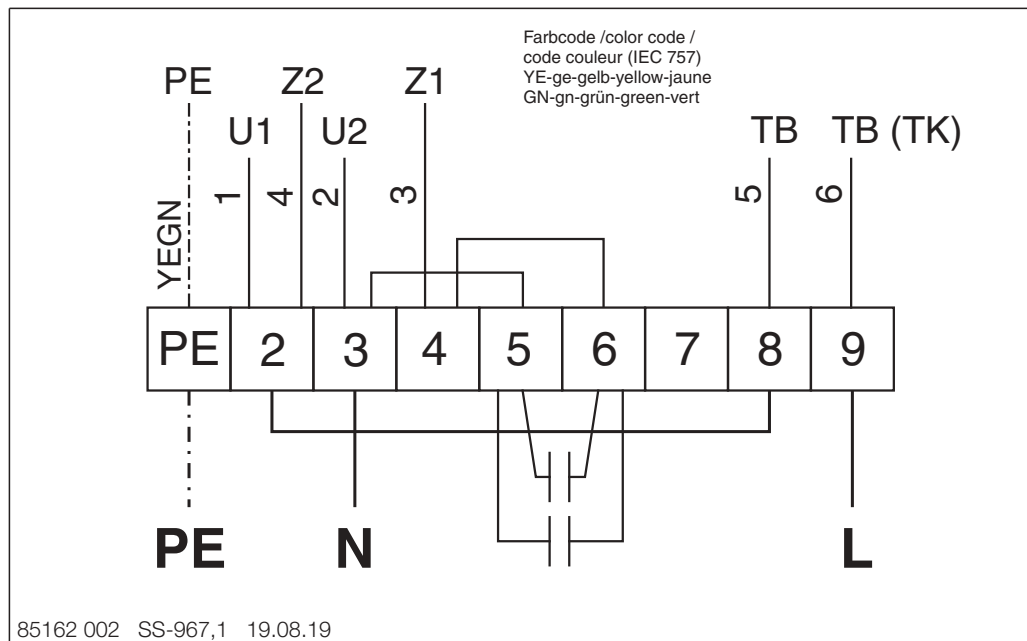 Farbcode /color code /
code couleur (IEC 757)
YE-ge-gelb-yellow-jaune
GN-gn-grün-green-vert
PE Z2 Z1
U1 U2 TB TB (TK)
YEGN 1 4 2 3 5 6
PE 2 3 4 5 6 7 8 9
PE N L
85162 002 SS-967,1 19.08.19